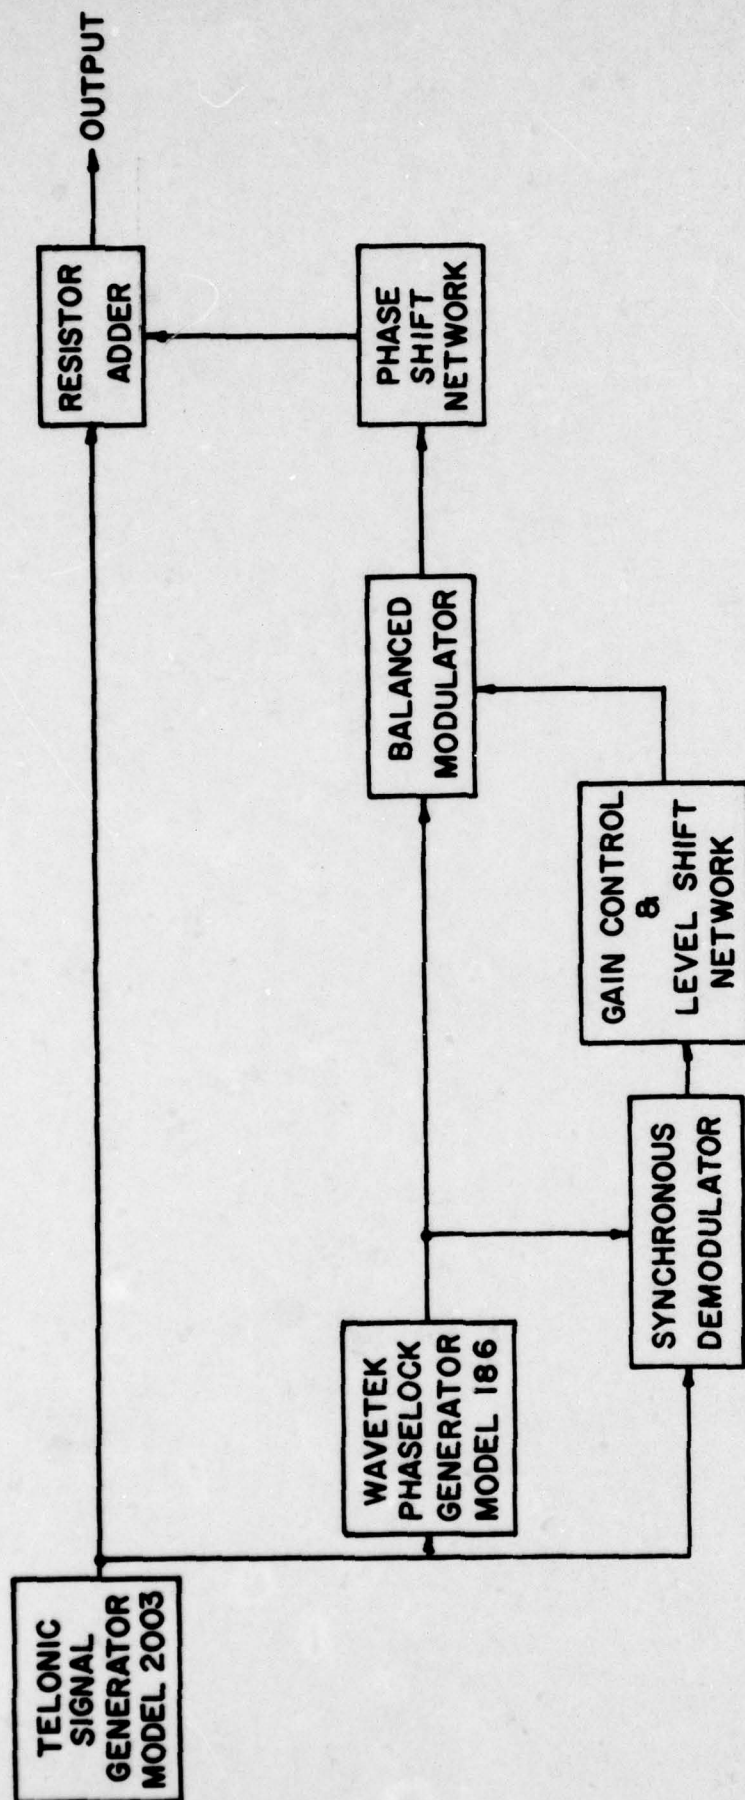 TELONIC
SIGNAL
GENERATOR
MODEL 2003
RESISTOR
ADDER
OUTPUT
WAVETEK
PHASELOCK
GENERATOR
MODEL 186
BALANCED
MODULATOR
PHASE
SHIFT
NETWORK
SYNCHRONOUS
DEMODULATOR
GAIN CONTROL
&
LEVEL SHIFT
NETWORK